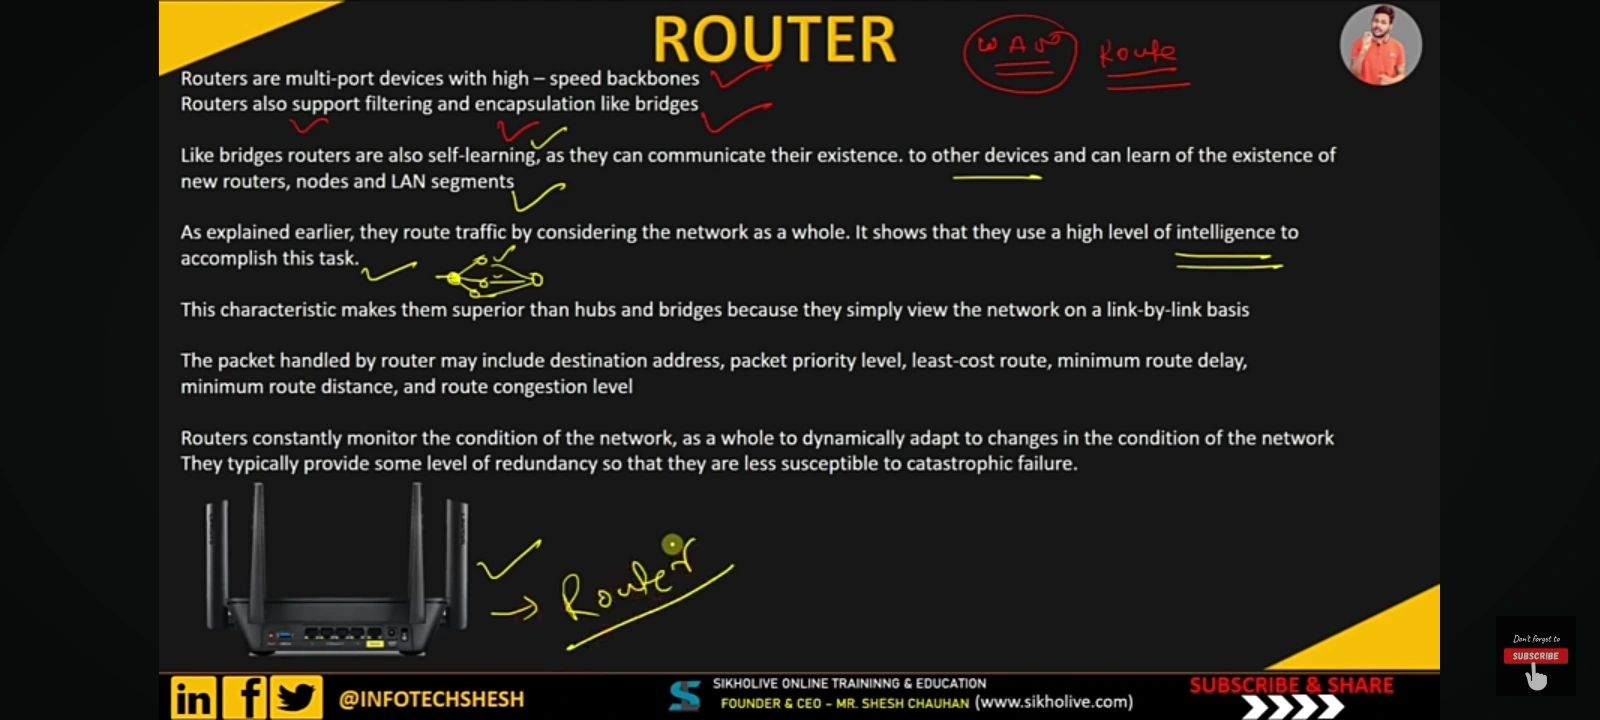 ROUTER
WAN
Route
Routers are multi-port devices with high – speed backbones
Routers also support filtering and encapsulation like bridges
Like bridges routers are also self-learning, as they can communicate their existence. to other devices and can learn of the existence of
new routers, nodes and LAN segments
As explained earlier, they route traffic by considering the network as a whole. It shows that they use a high level of intelligence to
accomplish this task.
This characteristic makes them superior than hubs and bridges because they simply view the network on a link-by-link basis
The packet handled by router may include destination address, packet priority level, least-cost route, minimum route delay,
minimum route distance, and route congestion level
Routers constantly monitor the condition of the network, as a whole to dynamically adapt to changes in the condition of the network
They typically provide some level of redundancy so that they are less susceptible to catastrophic failure.
Router
Don't forget to
SUBSCRIBE
in f @INFOTECHSHESH
SIKHOLIVE ONLINE TRAINING & EDUCATION
FOUNDER & CEO - MR. SHESH CHAUHAN (www.sikholive.com)
SUBSCRIBE & SHARE